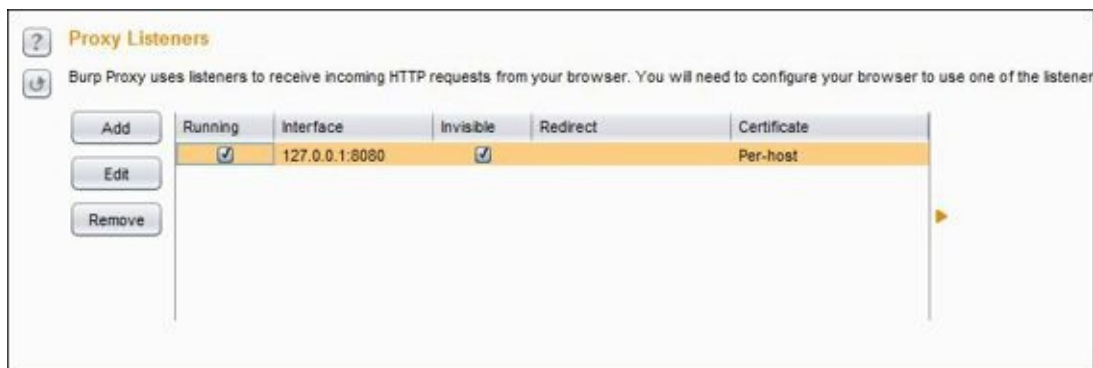 ?
Proxy Listeners
Burp Proxy uses listeners to receive incoming HTTP requests from your browser. You will need to configure your browser to use one of the listener
Add Running Interface Invisible Redirect Certificate
127.0.0.1:8080 Per-host
Edit
Remove